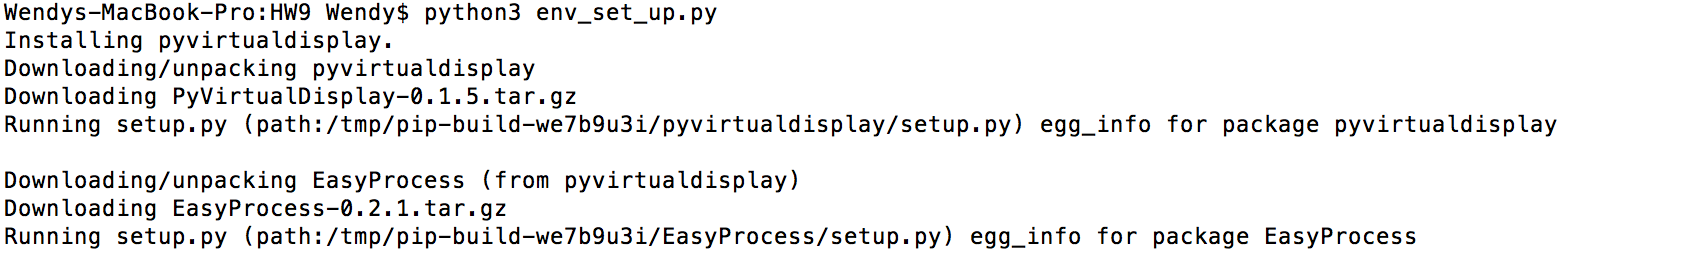 Wendys-MacBook-Pro:HW9 Wendy$ python3 env_set_up.py
Installing pyvirtualdisplay.
Downloading/unpacking pyvirtualdisplay
Downloading PyVirtualDisplay-0.1.5.tar.gz
Running setup.py (path:/tmp/pip-build-we7b9u3i/pyvirtualdisplay/setup.py) egg_info for package pyvirtualdisplay
Downloading/unpacking EasyProcess (from pyvirtualdisplay)
Downloading EasyProcess-0.2.1.tar.gz
Running setup.py (path:/tmp/pip-build-we7b9u3i/EasyProcess/setup.py) egg_info for package EasyProcess